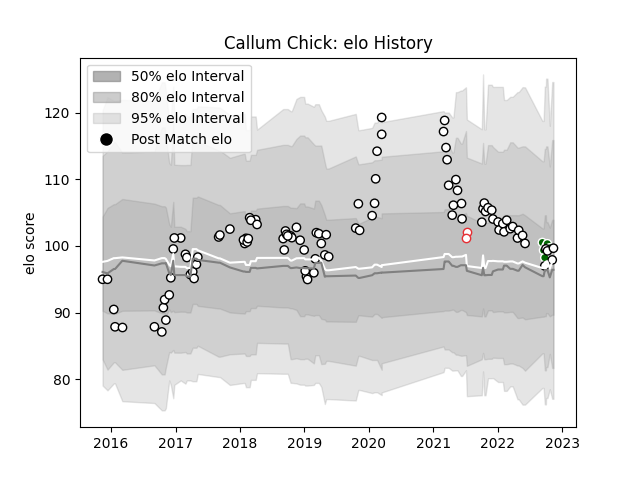 Callum Chick: elo History
50% elo Interval
80% elo Interval
95% elo Interval
Post Match elo
elo score
120
110
100
90
80
2016 2017 2018 2019 2020 2021 2022 2023